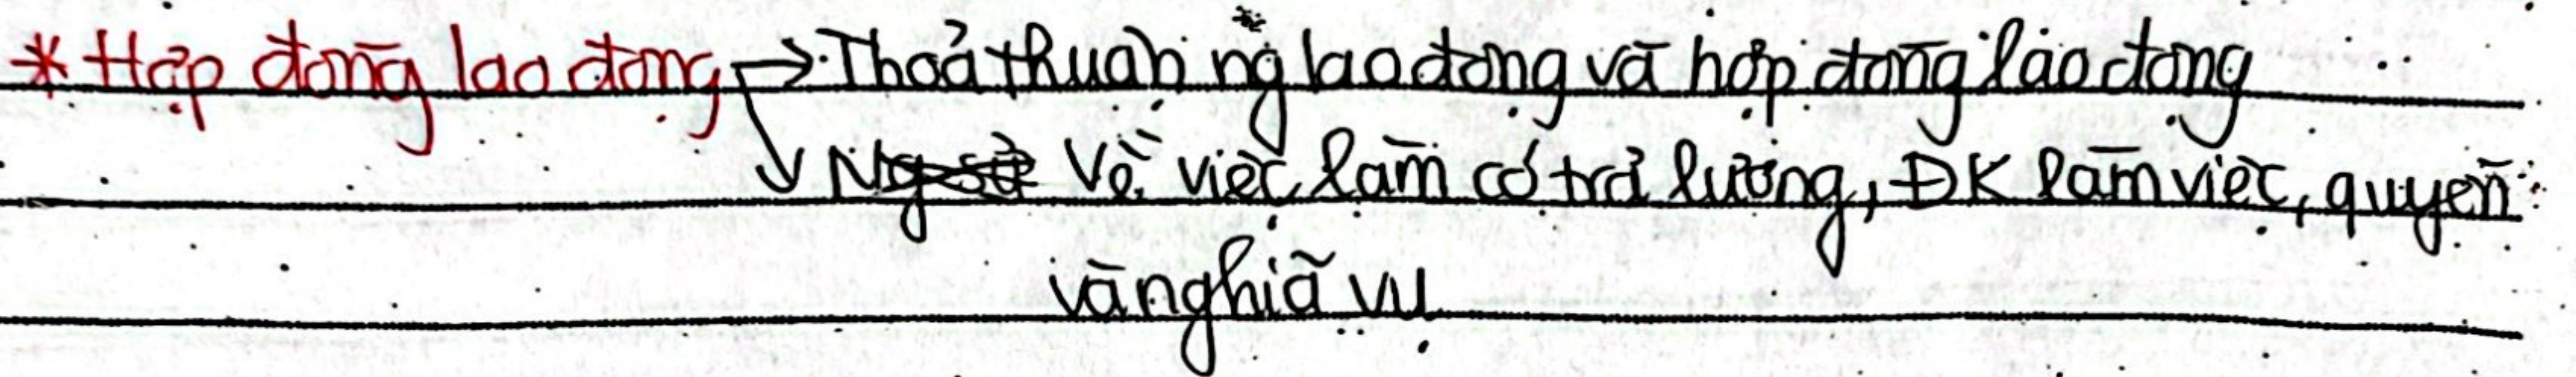 * Hợp đồng lao động → Thoả thuận ng lao động và hợp đồng lao động
↓ Về việc làm có trả lương, ĐK làm việc, quyền
và nghĩa vụ